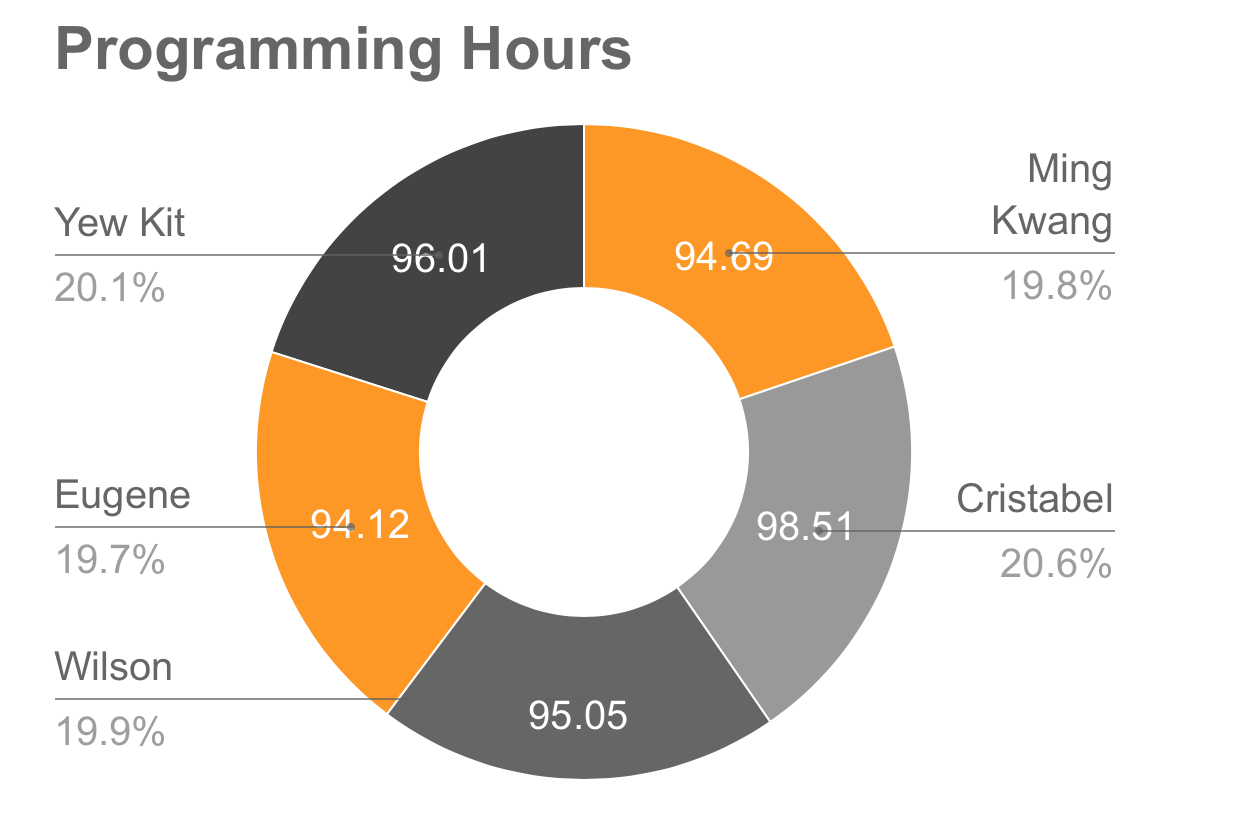 Programming Hours
Ming
Kwang
19.8%
94.69
Yew Kit
20.1%
96.01
Cristabel
20.6%
98.51
Eugene
19.7%
94.12
Wilson
19.9%
95.05